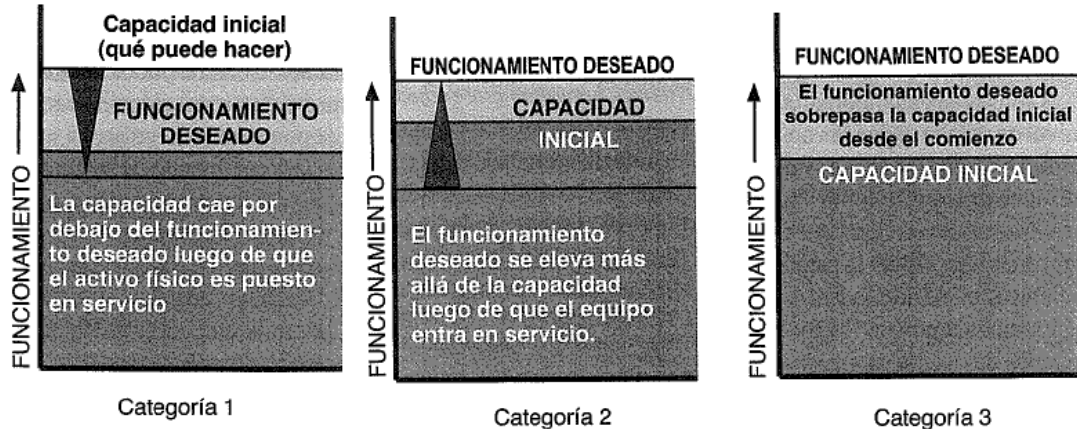 Capacidad inicial
(qué puede hacer)
FUNCIONAMIENTO
FUNCIONAMIENTO
DESEADO
La capacidad cae por
debajo del funcionamien-
to deseado luego de que
el activo físico es puesto
en servicio
Categoría 1
FUNCIONAMIENTO DESEADO
FUNCIONAMIENTO
CAPACIDAD
INICIAL
El funcionamiento
deseado se eleva más
allá de la capacidad
luego de que el equipo
entra en servicio.
Categoría 2
FUNCIONAMIENTO DESEADO
FUNCIONAMIENTO
El funcionamiento deseado
sobrepasa la capacidad inicial
desde el comienzo
CAPACIDAD INICIAL
Categoría 3